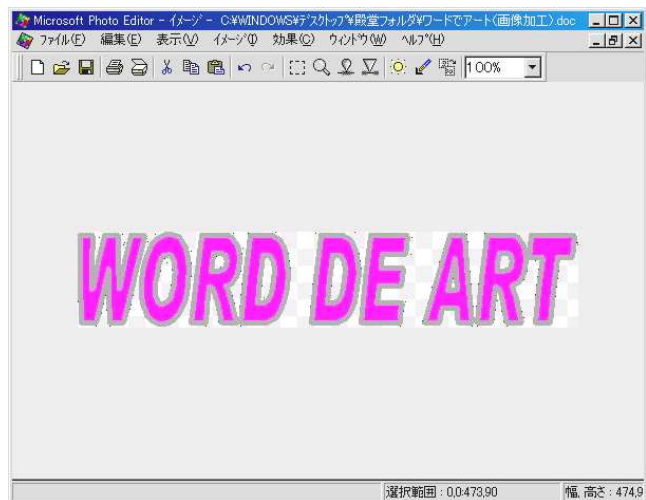 Microsoft Photo Editor - イメージ - C:¥WINDOWS¥デスクトップ¥殿堂フォルダ¥ワードでアート(画像加工).doc
ファイル(F) 編集(E) 表示(V) イメージ(I) 効果(C) ウィンドウ(W) ヘルプ(H)
100%
WORD DE ART
選択範囲 : 0,0:473,90 幅, 高さ : 474,9